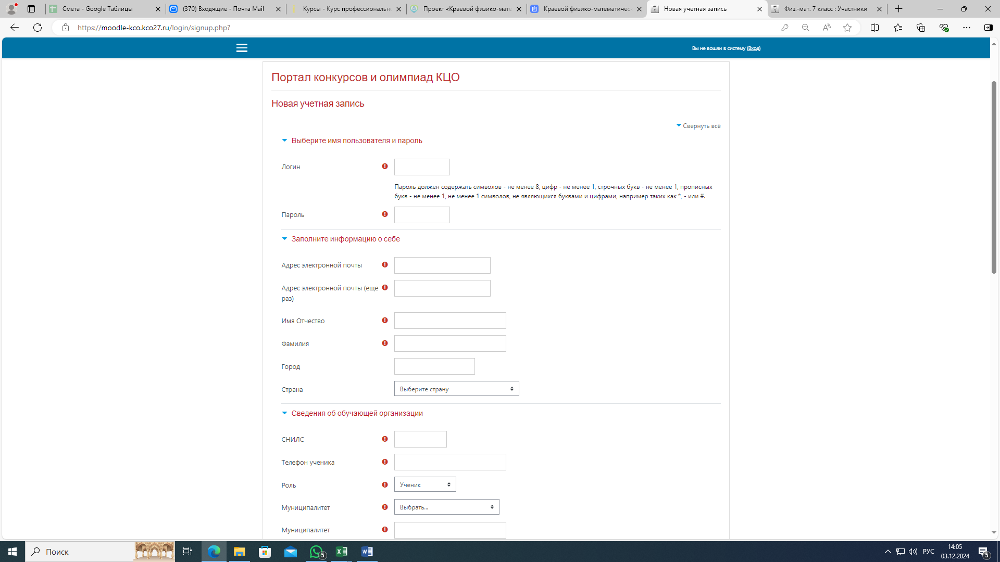 Смета - Google Таблицы
(370) Входящие - Почта Mail
Курсы - Курс профессиональн
Проект «Краевой физико-мате
Краевой физико-математическ
Новая учетная запись
Физ.-мат. 7 класс : Участники
https://moodle-kco.kco27.ru/login/signup.php?
Вы не вошли в систему (Вход)
Портал конкурсов и олимпиад КЦО
Новая учетная запись
Свернуть всё
Выберите имя пользователя и пароль
Логин
Пароль должен содержать символов - не менее 8, цифр - не менее 1, строчных букв - не менее 1, прописных
букв - не менее 1, не менее 1 символов, не являющихся буквами и цифрами, например таких как *, - или #.
Пароль
Заполните информацию о себе
Адрес электронной почты
Адрес электронной почты (еще
раз)
Имя Отчество
Фамилия
Город
Страна
Выберите страну
Сведения об обучающей организации
СНИЛС
Телефон ученика
Роль
Ученик
Муниципалитет
Выбрать...
Муниципалитет
Поиск
5
РУС
14:05
03.12.2024
5